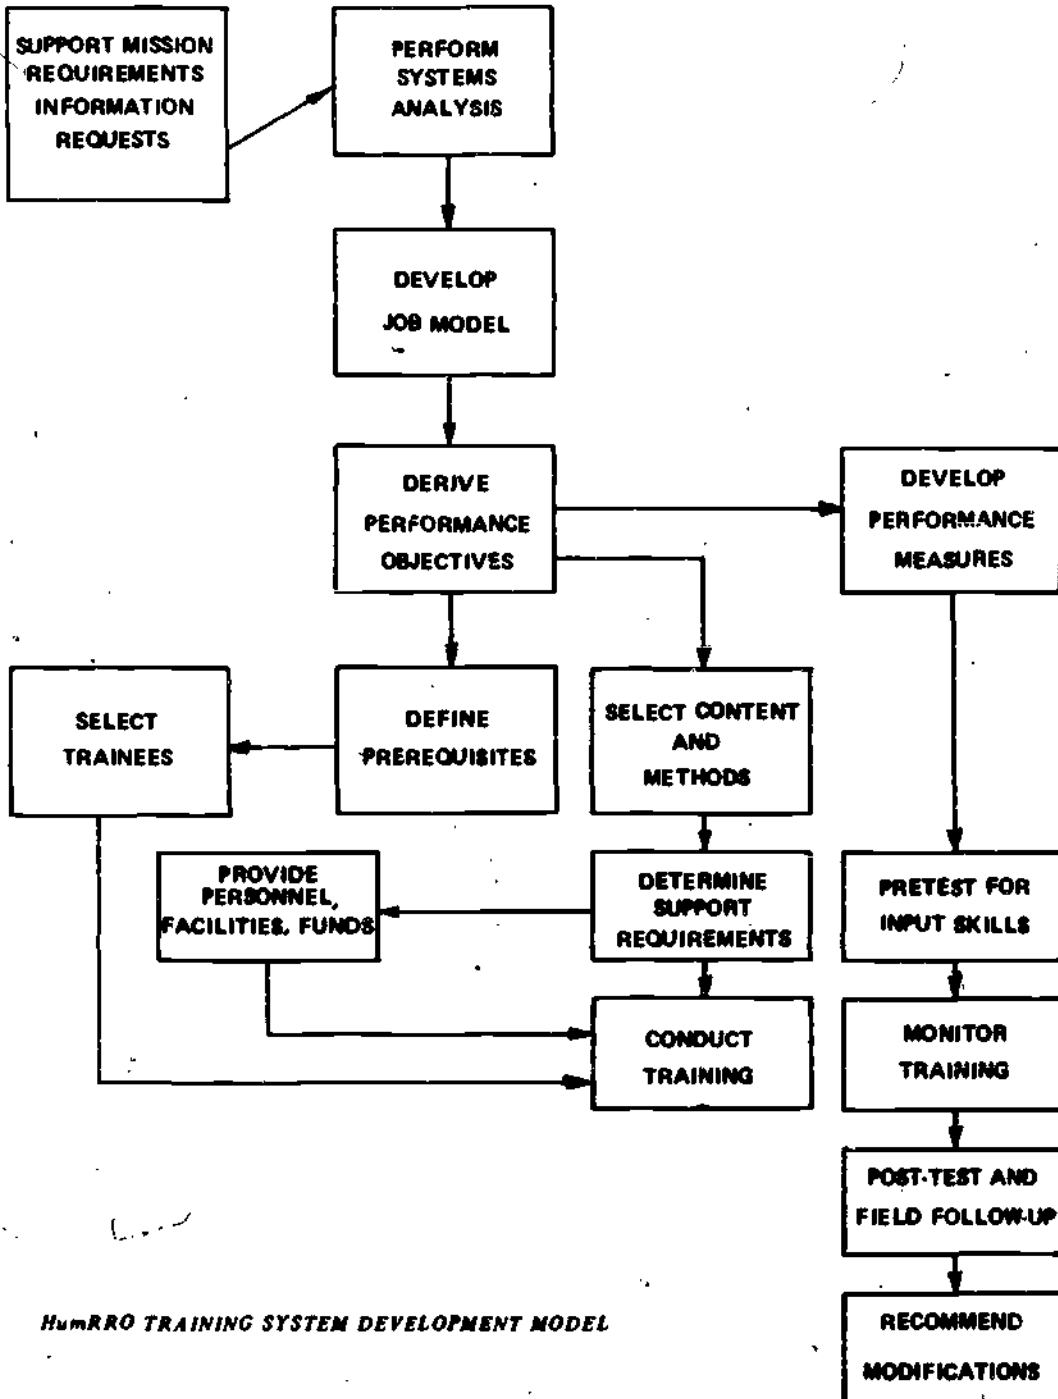 SUPPORT MISSION
REQUIREMENTS
INFORMATION
REQUESTS
PERFORM
SYSTEMS
ANALYSIS
DEVELOP
JOB MODEL
DERIVE
PERFORMANCE
OBJECTIVES
DEVELOP
PERFORMANCE
MEASURES
SELECT
TRAINEES
DEFINE
PREREQUISITES
SELECT CONTENT
AND
METHODS
PROVIDE
PERSONNEL,
FACILITIES, FUNDS
DETERMINE
SUPPORT
REQUIREMENTS
PRETEST FOR
INPUT SKILLS
CONDUCT
TRAINING
MONITOR
TRAINING
POST-TEST AND
FIELD FOLLOW-UP
RECOMMEND
MODIFICATIONS
HumRRO TRAINING SYSTEM DEVELOPMENT MODEL